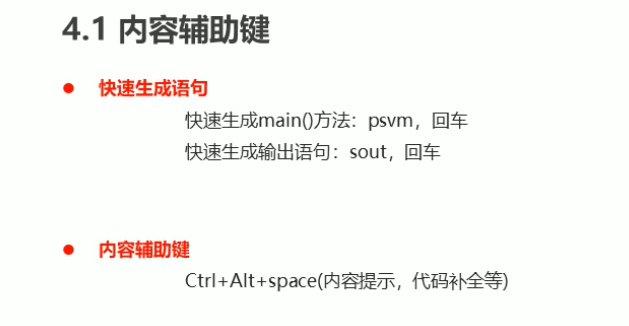 4.1 内容辅助键
快速生成语句
快速生成main()方法：psvm，回车
快速生成输出语句：sout，回车
内容辅助键
Ctrl+Alt+space(内容提示，代码补全等)